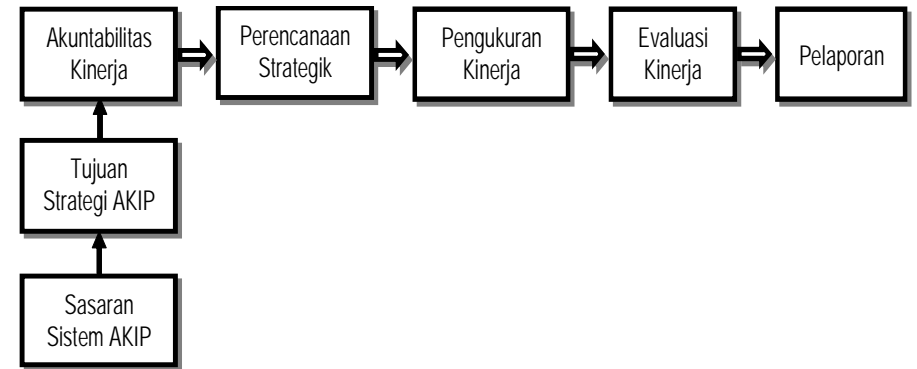 Akuntabilitas
Kinerja
Perencanaan
Strategik
Pengukuran
Kinerja
Evaluasi
Kinerja
Pelaporan
Tujuan
Strategi AKIP
Sasaran
Sistem AKIP